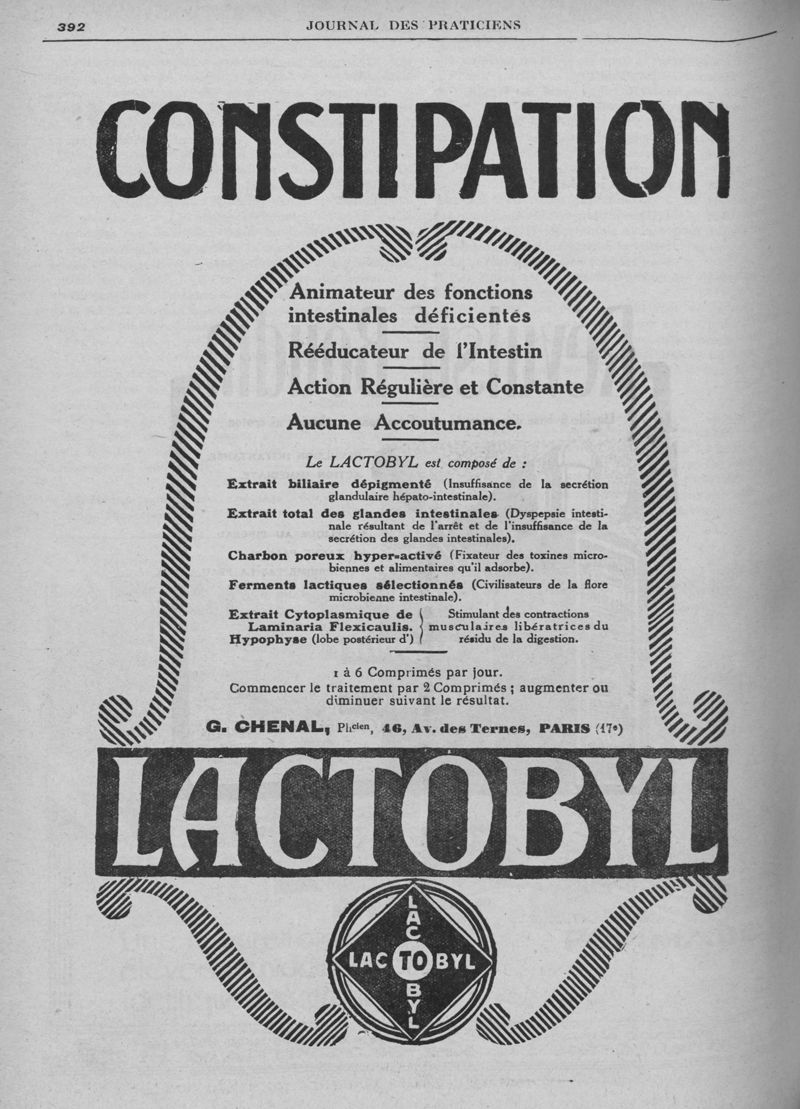 392
JOURNAL DES PRATICIENS
CONSTIPATION
Animateur des fonctions
intestinales déficientes
Rééducateur de l'Intestin
Action Régulière et Constante
Aucune Accoutumance.
Le LACTOBYL est composé de :
Extrait biliaire dépigmenté (Insuffisance de la secrétion
glandulaire hépato-intestinale).
Extrait total des glandes intestinales (Dyspepsie intesti-
nale résultant de l'arrêt et de l'insuffisance de la
secrétion des glandes intestinales).
Charbon poreux hyper-activé (Fixateur des toxines micro-
biennes et alimentaires qu'il adsorbe).
Ferments lactiques sélectionnés (Civilisateurs de la flore
microbienne intestinale).
Extrait Cytoplasmique de { Stimulant des contractions
Laminaria Flexicaulis. { musculaires libératrices du
Hypophyse (lobe postérieur d') { résidu de la digestion.
1 à 6 Comprimés par jour.
Commencer le traitement par 2 Comprimés ; augmenter ou
diminuer suivant le résultat.
G. CHENAL, Phcien, 46, Av. des Ternes, PARIS (17e)
LACTOBYL
LACTOBYL
LACTOBYL